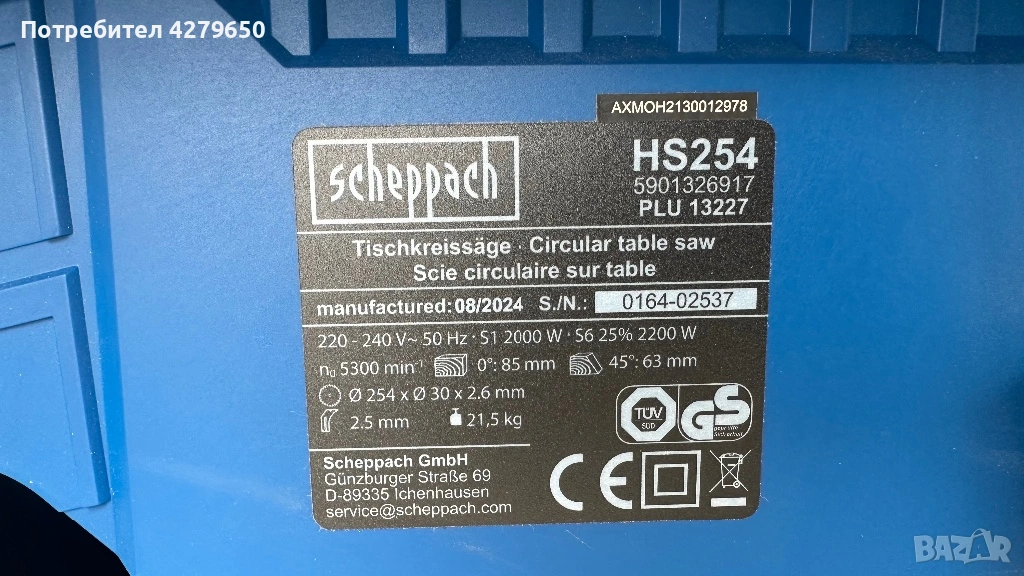 Потребител 4279650
AXMOH2130012978
scheppach
HS254
5901326917
PLU 13227
Tischkreissäge · Circular table saw
Scie circulaire sur table
manufactured: 08/2024 S./N.: 0164-02537
220 - 240 V~ 50 Hz · S1 2000 W · S6 25% 2200 W
n₀ 5300 min⁻¹ 0°: 85 mm 45°: 63 mm
Ø 254 x Ø 30 x 2.6 mm
2.5 mm 21,5 kg
TÜV
SÜD
GS
geprüfte
Sicherheit
Scheppach GmbH
Günzburger Straße 69
D-89335 Ichenhausen
service@scheppach.com
CE
BAZAR